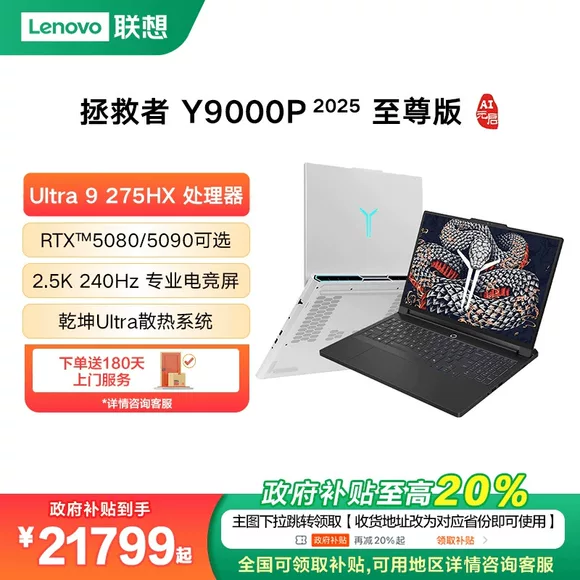 Lenovo 联想
拯救者 Y9000P 2025 至尊版
AI元启
Ultra 9 275HX 处理器
RTX™5080/5090可选
2.5K 240Hz 专业电竞屏
乾坤Ultra散热系统
下单送180天
上门服务
*详情咨询客服
政府补贴到手
¥21799起
政府补贴至高20%
主图下拉跳转领取【收货地址改为对应省份即可使用】
政府补贴 再减20%起 领取
全国可领补贴,可用地区详情咨询客服